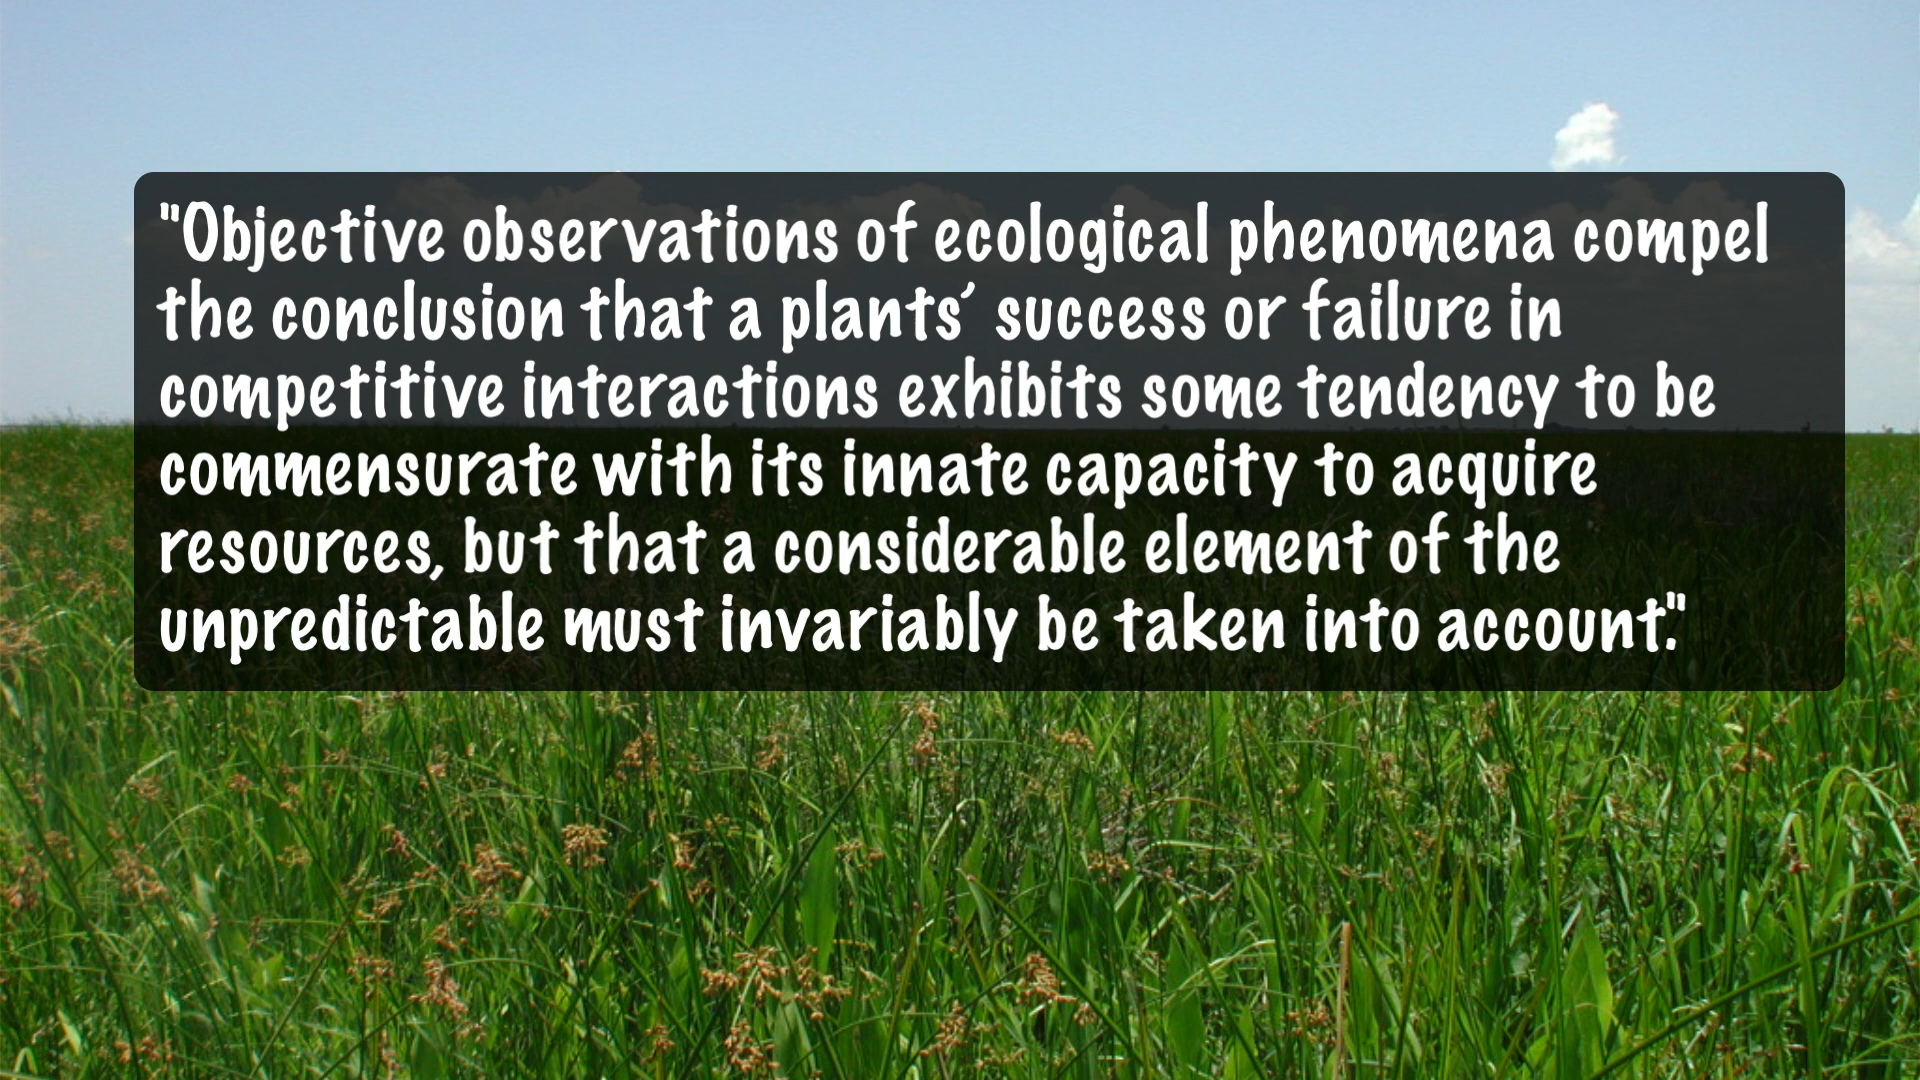 "Objective observations of ecological phenomena compel
the conclusion that a plants’ success or failure in
competitive interactions exhibits some tendency to be
commensurate with its innate capacity to acquire
resources, but that a considerable element of the
unpredictable must invariably be taken into account."